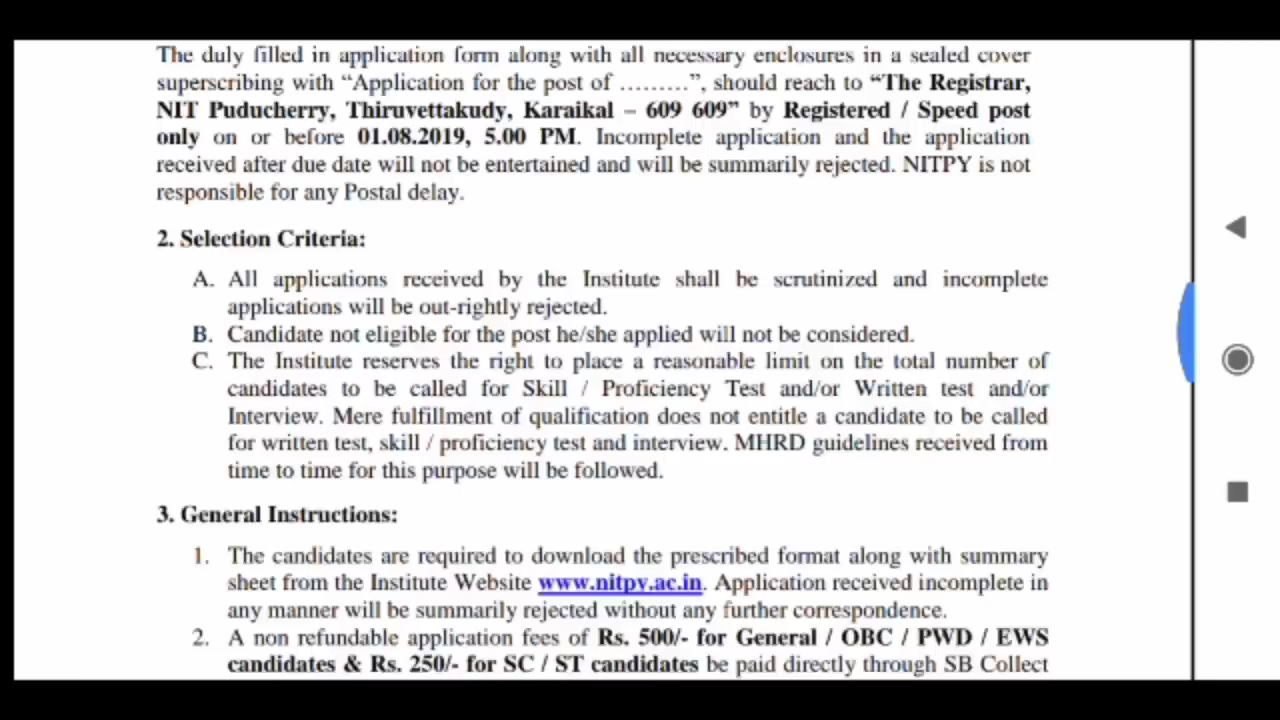 The duly filled in application form along with all necessary enclosures in a sealed cover
superscribing with “Application for the post of .........”, should reach to “The Registrar,
NIT Puducherry, Thiruvettakudy, Karaikal – 609 609” by Registered / Speed post
only on or before 01.08.2019, 5.00 PM. Incomplete application and the application
received after due date will not be entertained and will be summarily rejected. NITPY is not
responsible for any Postal delay.
2. Selection Criteria:
A. All applications received by the Institute shall be scrutinized and incomplete
applications will be out-rightly rejected.
B. Candidate not eligible for the post he/she applied will not be considered.
C. The Institute reserves the right to place a reasonable limit on the total number of
candidates to be called for Skill / Proficiency Test and/or Written test and/or
Interview. Mere fulfillment of qualification does not entitle a candidate to be called
for written test, skill / proficiency test and interview. MHRD guidelines received from
time to time for this purpose will be followed.
3. General Instructions:
1. The candidates are required to download the prescribed format along with summary
sheet from the Institute Website www.nitpy.ac.in. Application received incomplete in
any manner will be summarily rejected without any further correspondence.
2. A non refundable application fees of Rs. 500/- for General / OBC / PWD / EWS
candidates & Rs. 250/- for SC / ST candidates be paid directly through SB Collect